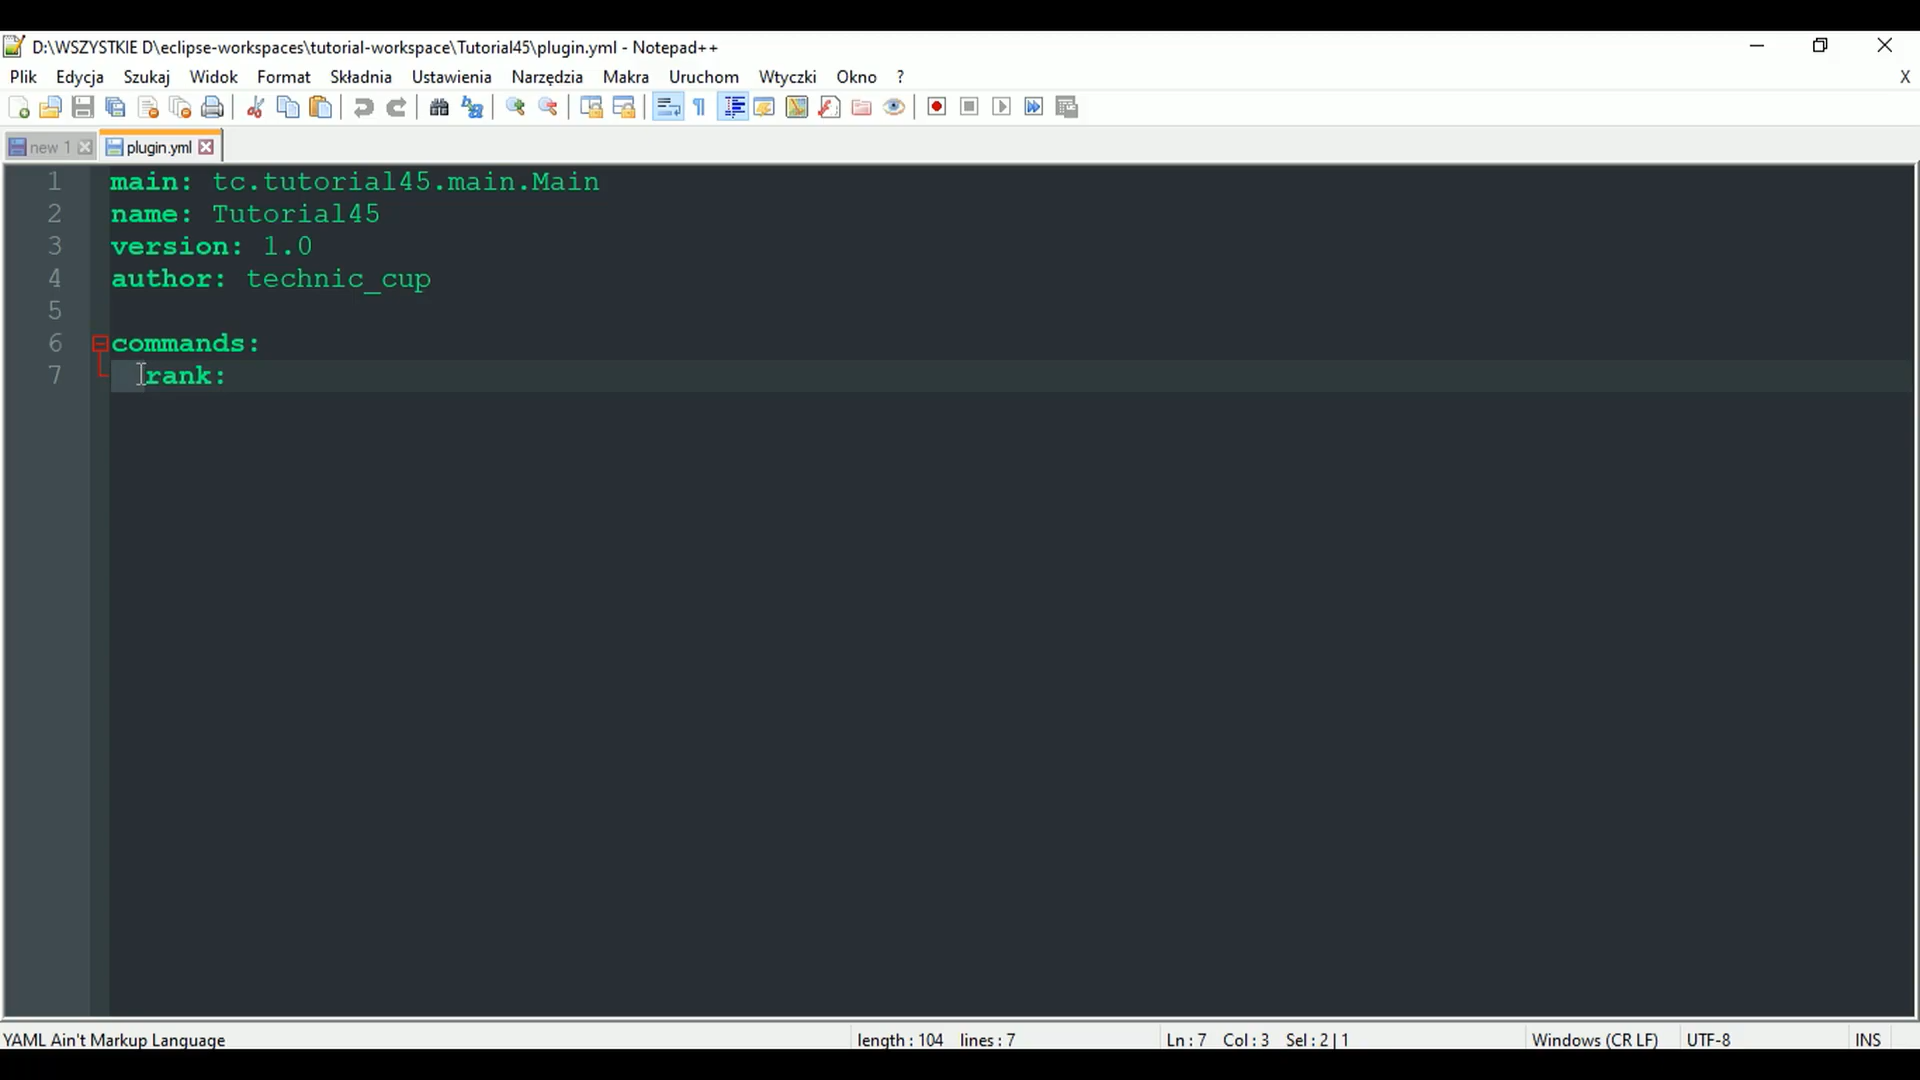 D:\WSZYSTKIE D\eclipse-workspaces\tutorial-workspace\Tutorial45\plugin.yml - Notepad++
Plik Edycja Szukaj Widok Format Składnia Ustawienia Narzędzia Makra Uruchom Wtyczki Okno ? X
new 1 plugin.yml
1 main: tc.tutorial45.main.Main
2 name: Tutorial45
3 version: 1.0
4 author: technic_cup
5
6 commands:
7   rank:
YAML Ain't Markup Language length : 104 lines : 7 Ln : 7 Col : 3 Sel : 2 | 1 Windows (CR LF) UTF-8 INS